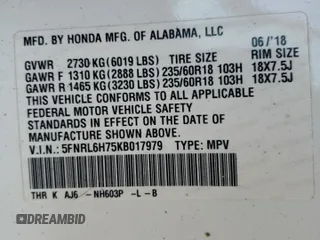 MFD. BY HONDA MFG. OF ALABAMA, LLC 06/'18
GVWR 2730 KG(6019 LBS) TIRE SIZE RIM SIZE
GAWR F 1310 KG(2888 LBS) 235/60R18 103H 18X7.5J
GAWR R 1465 KG(3230 LBS) 235/60R18 103H 18X7.5J
THIS VEHICLE CONFORMS TO ALL APPLICABLE
FEDERAL MOTOR VEHICLE SAFETY
STANDARDS IN EFFECT ON THE DATE OF
MANUFACTURE SHOWN ABOVE.
V.I.N.: 5FNRL6H75KB017979 TYPE: MPV
THR K AJ6 -NH603P -L -B
DREAMBID